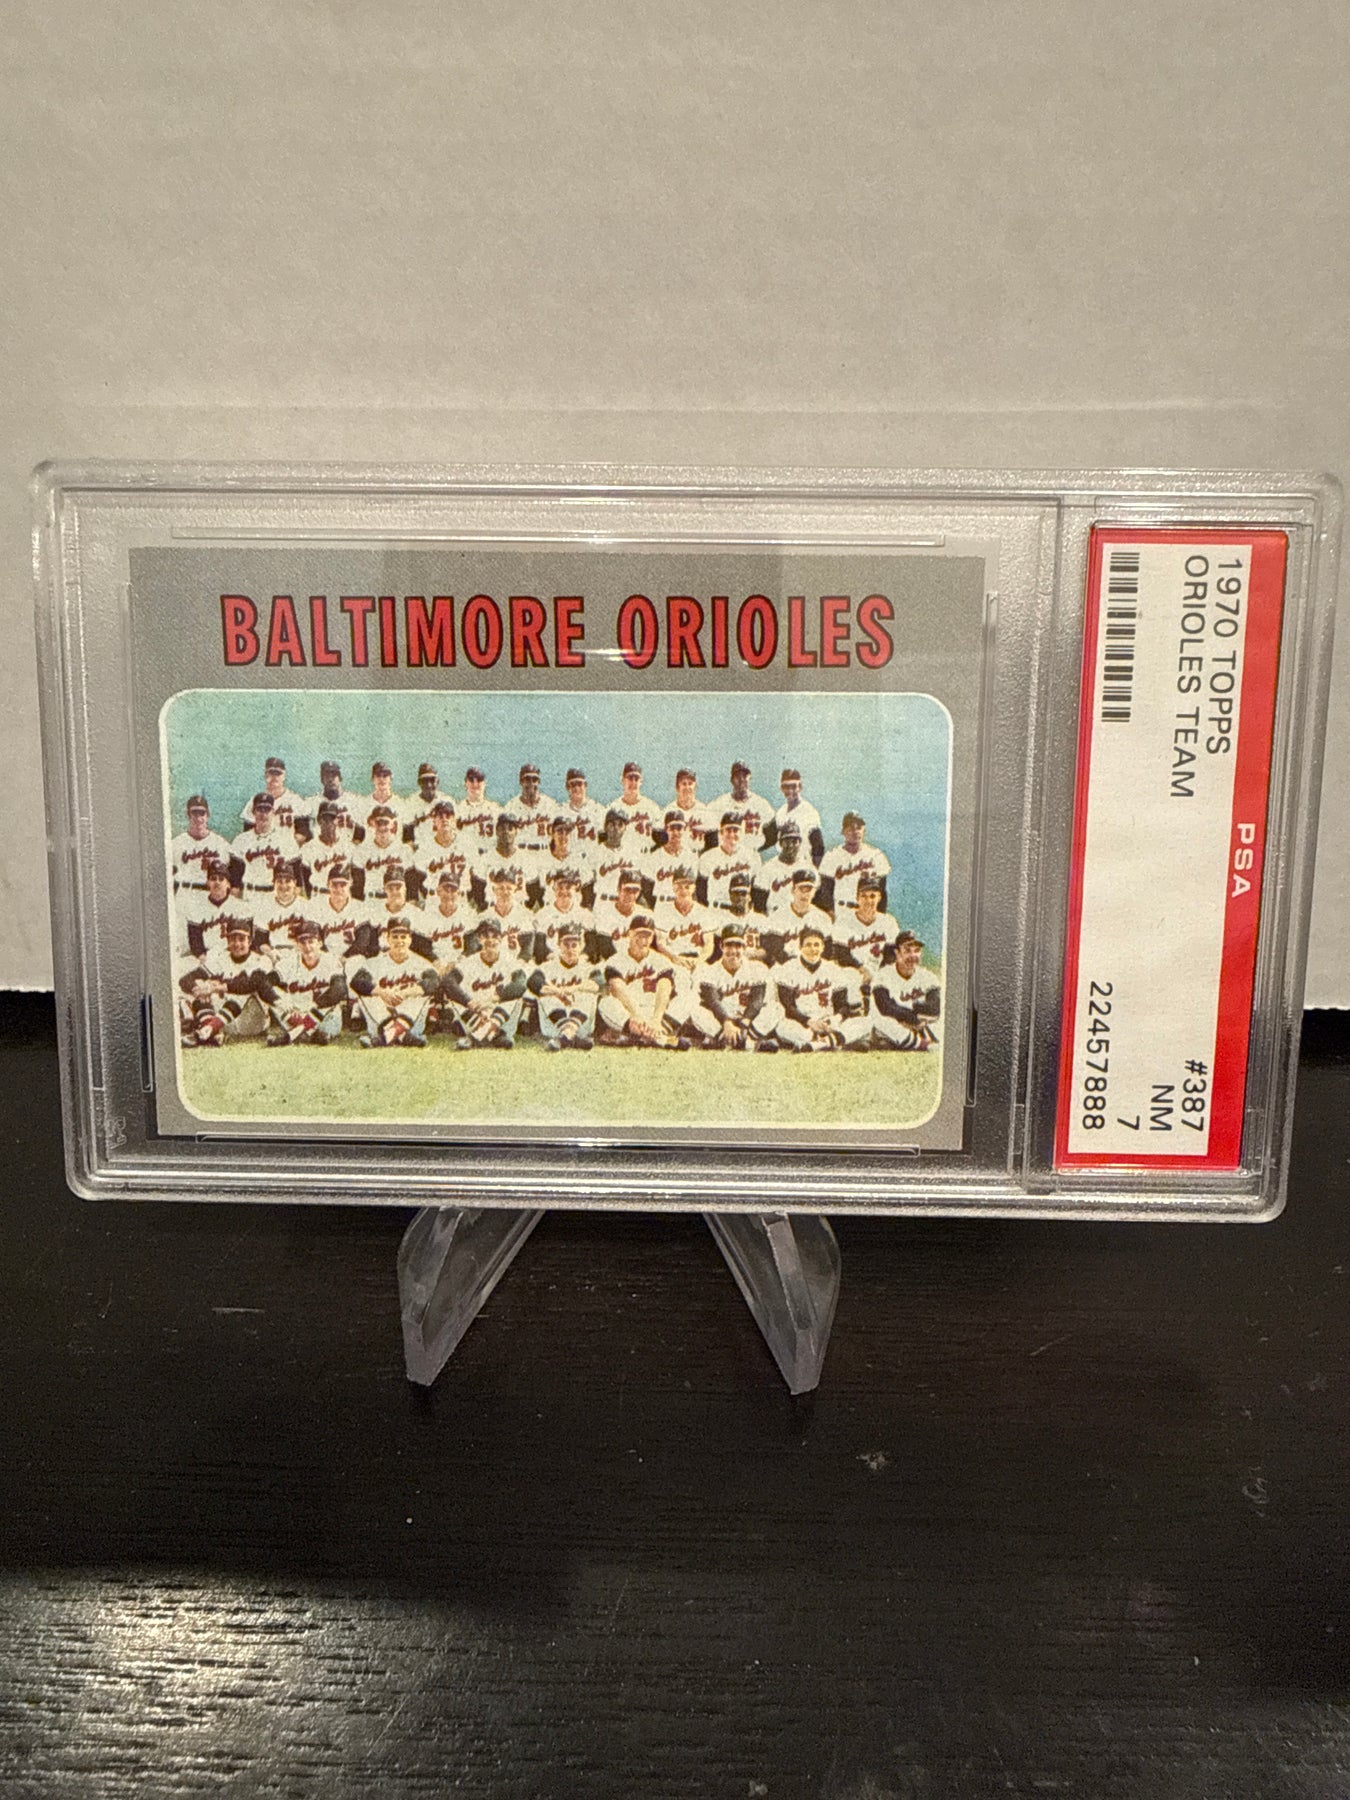 BALTIMORE ORIOLES
1970 TOPPS #387
ORIOLES TEAM NM
7
22457888
PSA